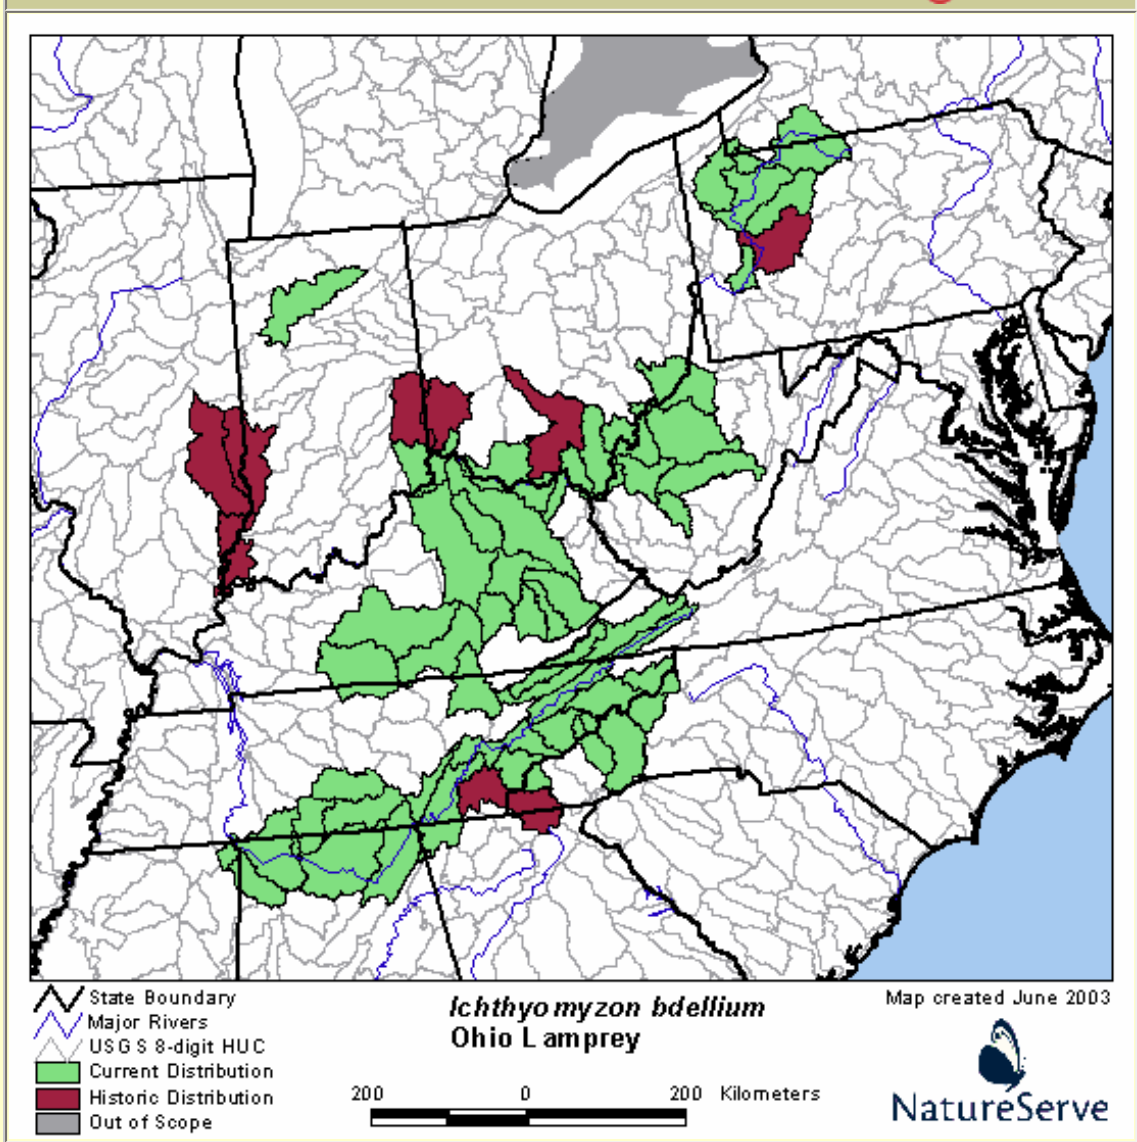 State Boundary
Major Rivers
USGS 8-digit HUC
Current Distribution
Historic Distribution
Out of Scope
Ichthyomyzon bdellium
Ohio Lamprey
200 0 200 Kilometers
Map created June 2003
NatureServe